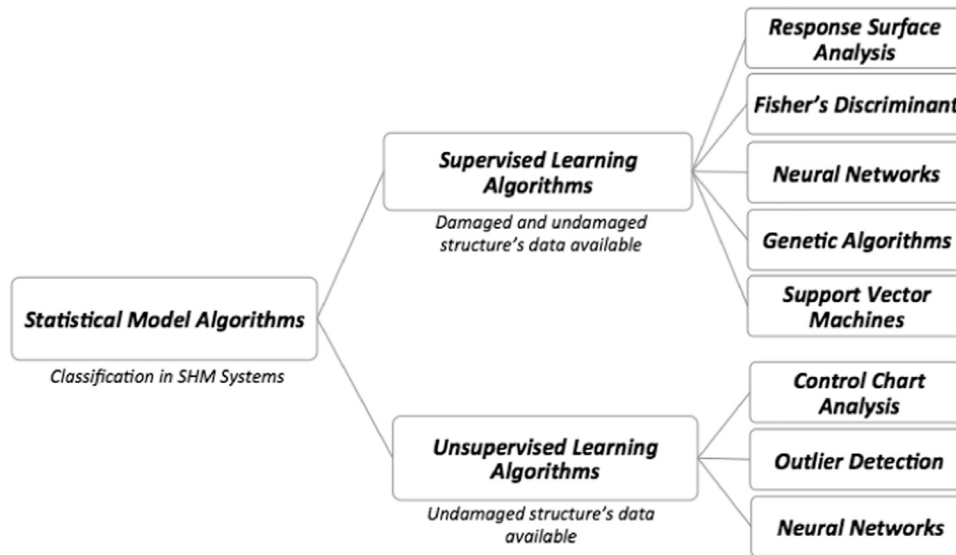 Statistical Model Algorithms
Classification in SHM Systems
Supervised Learning
Algorithms
Damaged and undamaged
structure's data available
Response Surface
Analysis
Fisher's Discriminant
Neural Networks
Genetic Algorithms
Support Vector
Machines
Unsupervised Learning
Algorithms
Undamaged structure's data
available
Control Chart
Analysis
Outlier Detection
Neural Networks